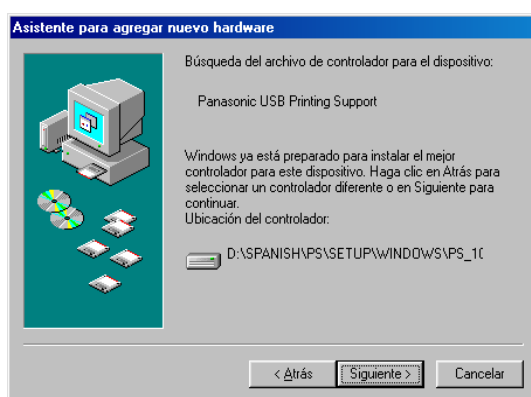 Asistente para agregar nuevo hardware
Búsqueda del archivo de controlador para el dispositivo:
Panasonic USB Printing Support
Windows ya está preparado para instalar el mejor
controlador para este dispositivo. Haga clic en Atrás para
seleccionar un controlador diferente o en Siguiente para
continuar.
Ubicación del controlador:
D:\SPANISH\PS\SETUP\WINDOWS\PS_10
< Atrás
Siguiente >
Cancelar